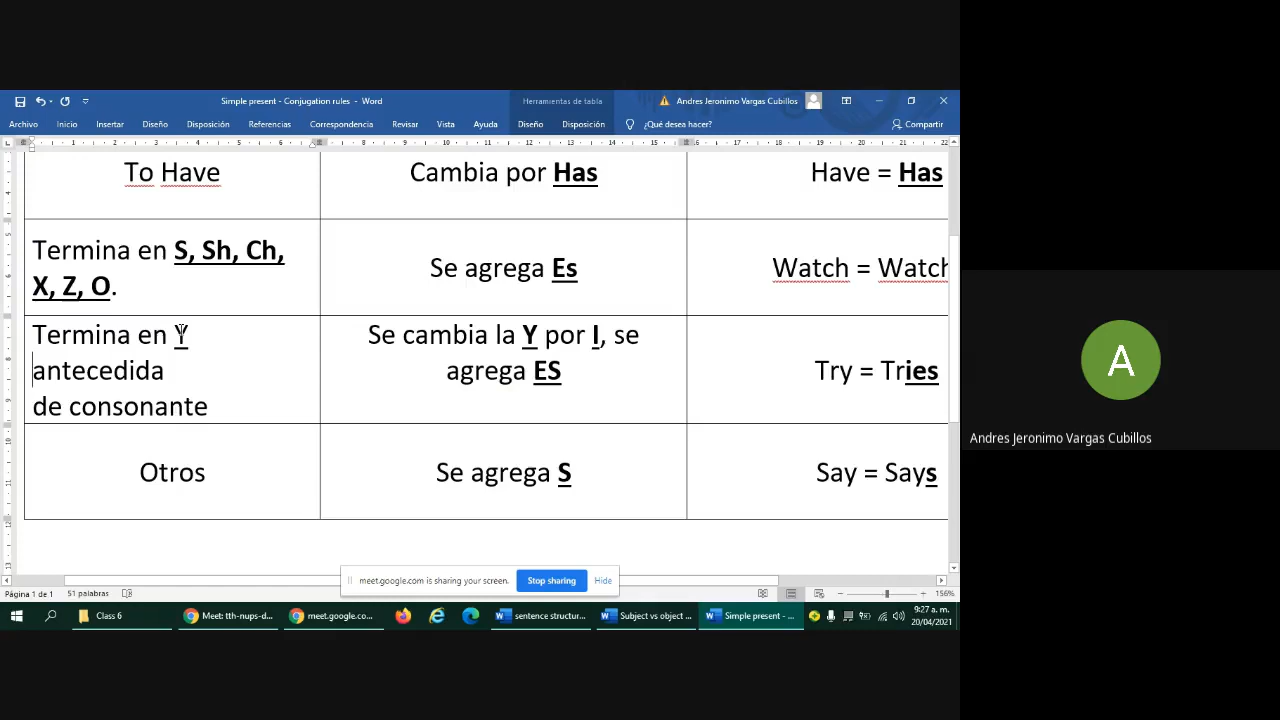 Simple present - Conjugation rules - Word
Herramientas de tabla
Andres Jeronimo Vargas Cubillos
Archivo
Inicio
Insertar
Diseño
Disposición
Referencias
Correspondencia
Revisar
Vista
Ayuda
Diseño
Disposición
¿Qué desea hacer?
Compartir
To Have
Cambia por Has
Have = Has
Termina en S, Sh, Ch,
X, Z, O.
Se agrega Es
Watch = Watch
Termina en Y
antecedida
de consonante
Se cambia la Y por I, se
agrega ES
Try = Tries
Otros
Se agrega S
Say = Says
meet.google.com is sharing your screen.
Stop sharing
Hide
Página 1 de 1
51 palabras
156%
Class 6
Meet: tth-nups-d...
meet.google.co...
sentence structur...
Subject vs object ...
Simple present - ...
9:27 a. m.
20/04/2021
A
Andres Jeronimo Vargas Cubillos